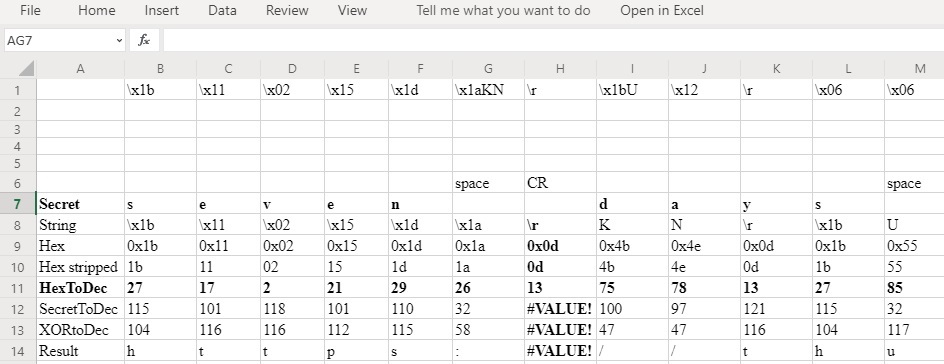 File Home Insert Data Review View Tell me what you want to do Open in Excel
AG7 fx
A B C D E F G H I J K L M
1 \x1b \x11 \x02 \x15 \x1d \x1aKN \r \x1bU \x12 \r \x06 \x06
2
3
4
5
6 space CR space
7 Secret s e v e n d a y s
8 String \x1b \x11 \x02 \x15 \x1d \x1a \r K N \r \x1b U
9 Hex 0x1b 0x11 0x02 0x15 0x1d 0x1a 0x0d 0x4b 0x4e 0x0d 0x1b 0x55
10 Hex stripped 1b 11 02 15 1d 1a 0d 4b 4e 0d 1b 55
11 HexToDec 27 17 2 21 29 26 13 75 78 13 27 85
12 SecretToDec 115 101 118 101 110 32 #VALUE! 100 97 121 115 32
13 XORtoDec 104 116 116 112 115 58 #VALUE! 47 47 116 104 117
14 Result h t t p s : #VALUE! / / t h u